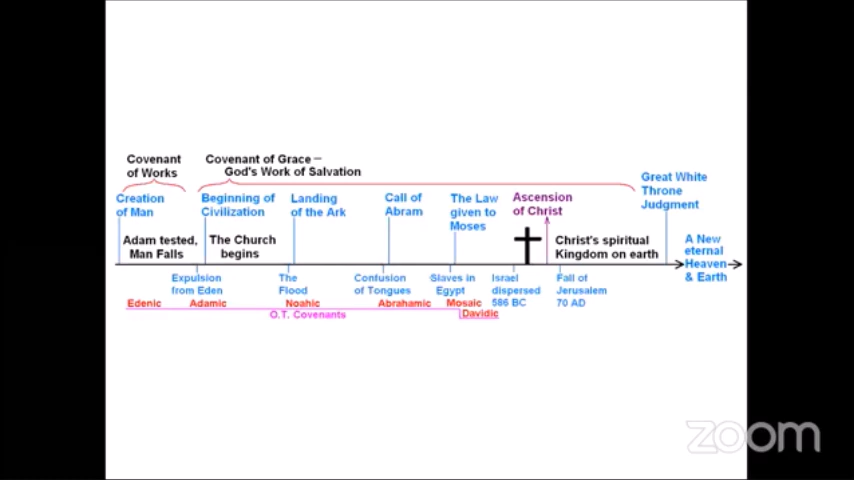 Covenant
of Works
Covenant of Grace –
God's Work of Salvation
Creation
of Man
Beginning of
Civilization
Landing
of the Ark
Call of
Abram
The Law
given to
Moses
Ascension
of Christ
Great White
Throne
Judgment
Adam tested,
Man Falls
The Church
begins
Christ's spiritual
Kingdom on earth
A New
eternal
Heaven
& Earth
Expulsion
from Eden
The
Flood
Confusion
of Tongues
Slaves in
Egypt
Israel
dispersed
586 BC
Fall of
Jerusalem
70 AD
Edenic
Adamic
Noahic
Abrahamic
Mosaic
Davidic
O.T. Covenants
zoom